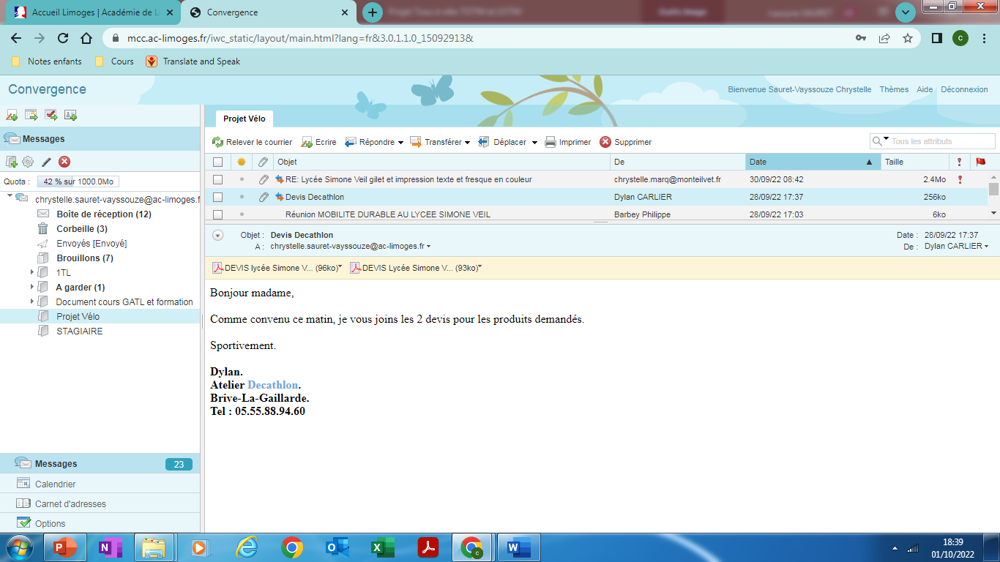 Accueil Limoges | Académie de L
Convergence
mcc.ac-limoges.fr/iwc_static/layout/main.html?lang=fr&3.0.1.1.0_15092913&
c
Notes enfants
Cours
Translate and Speak
Convergence
Bienvenue Sauret-Vayssouze Chrystelle
Thèmes
Aide
Déconnexion
Projet Vélo
Messages
Relever le courrier
Ecrire
Répondre
Transférer
Déplacer
Imprimer
Supprimer
Tous les attributs
Quota :
42 % sur 1000.0Mo
Objet
De
Date
Taille
RE: Lycée Simone Veil gilet et impression texte et fresque en couleur
chrystelle.marq@monteilvet.fr
30/09/22 08:42
2.4Mo
Devis Decathlon
Dylan CARLIER
28/09/22 17:37
256ko
Réunion MOBILITE DURABLE AU LYCEE SIMONE VEIL
Barbey Philippe
28/09/22 17:03
6ko
chrystelle.sauret-vayssouze@ac-limoges.f
Boîte de réception (12)
Corbeille (3)
Envoyés [Envoyé]
Brouillons (7)
1TL
A garder (1)
Document cours GATL et formation
Projet Vélo
STAGIAIRE
Objet :
Devis Decathlon
Date :
28/09/22 17:37
A :
chrystelle.sauret-vayssouze@ac-limoges.fr
De :
Dylan CARLIER
DEVIS lycée Simone V... (96ko)
DEVIS Lycée Simone V... (93ko)
Bonjour madame,
Comme convenu ce matin, je vous joins les 2 devis pour les produits demandés.
Sportivement.
Dylan.
Atelier Decathlon.
Brive-La-Gaillarde.
Tel : 05.55.88.94.60
Messages
23
Calendrier
Carnet d'adresses
Options
18:39
01/10/2022